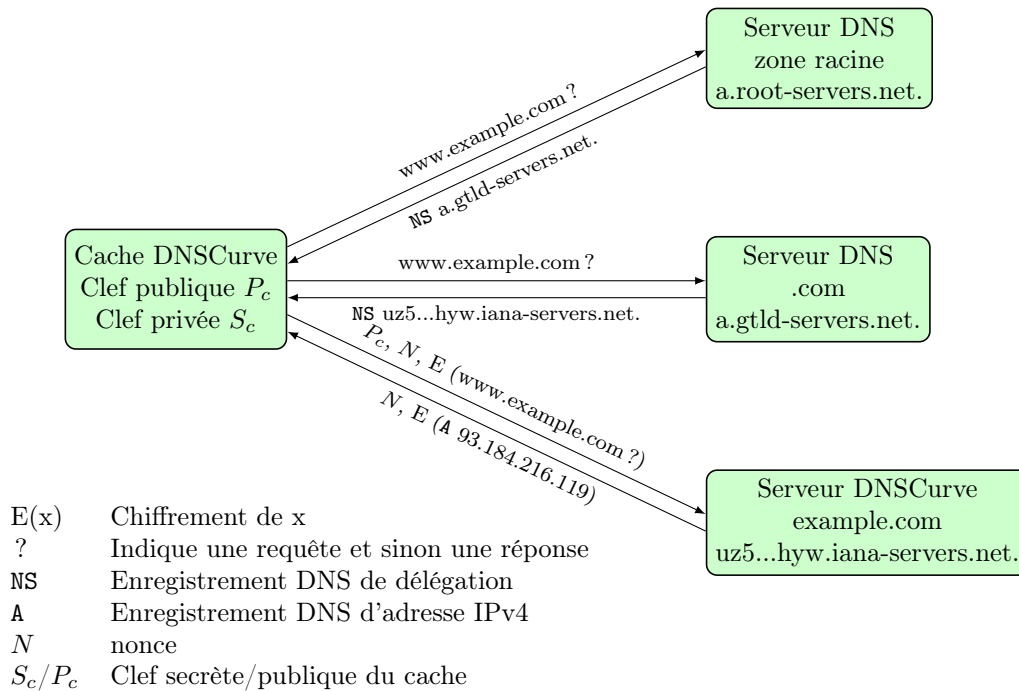 Serveur DNS
zone racine
a.root-servers.net.
www.example.com ?
NS a.gtld-servers.net.
Cache DNSCurve
Clef publique P_c
Clef privée S_c
www.example.com ?
NS uz5...hyw.iana-servers.net.
Serveur DNS
.com
a.gtld-servers.net.
P_c, N, E (www.example.com ?)
N, E (A 93.184.216.119)
Serveur DNSCurve
example.com
uz5...hyw.iana-servers.net.
E(x) Chiffrement de x
? Indique une requête et sinon une réponse
NS Enregistrement DNS de délégation
A Enregistrement DNS d'adresse IPv4
N nonce
S_c/P_c Clef secrète/publique du cache